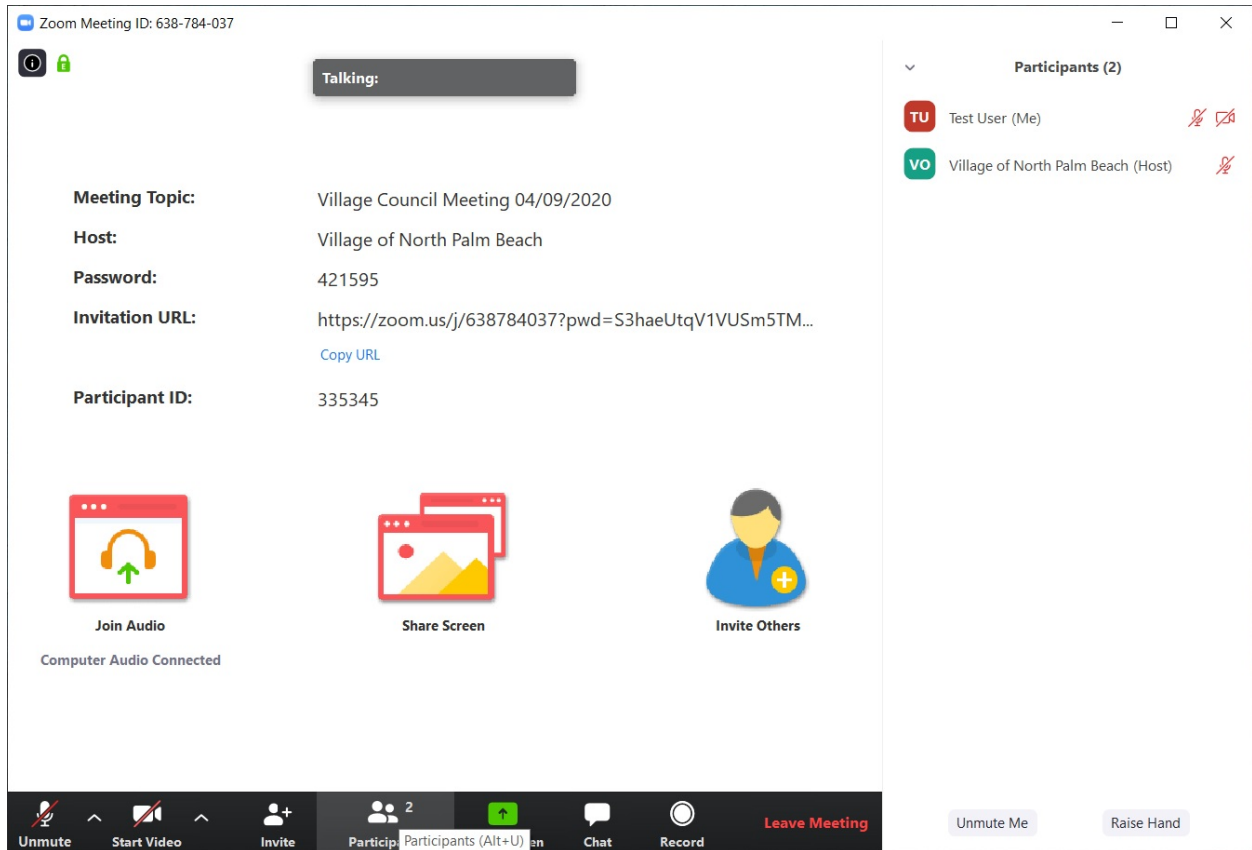 Zoom Meeting ID: 638-784-037
Talking:
Meeting Topic: Village Council Meeting 04/09/2020
Host: Village of North Palm Beach
Password: 421595
Invitation URL: https://zoom.us/j/638784037?pwd=S3haeUtqV1VUSm5TM...
Copy URL
Participant ID: 335345
Join Audio
Computer Audio Connected
Share Screen
Invite Others
Participants (2)
TU Test User (Me)
VO Village of North Palm Beach (Host)
Unmute
Start Video
Invite
2
Particip
Participants (Alt+U)
en
Chat
Record
Leave Meeting
Unmute Me
Raise Hand